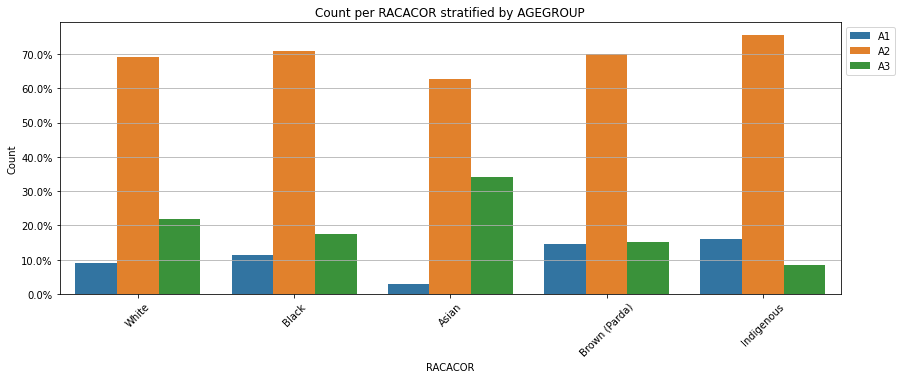 Count per RACACOR stratified by AGEGROUP
A1
A2
A3
Count
70.0%
60.0%
50.0%
40.0%
30.0%
20.0%
10.0%
0.0%
White
Black
Asian
Brown (Parda)
Indigenous
RACACOR